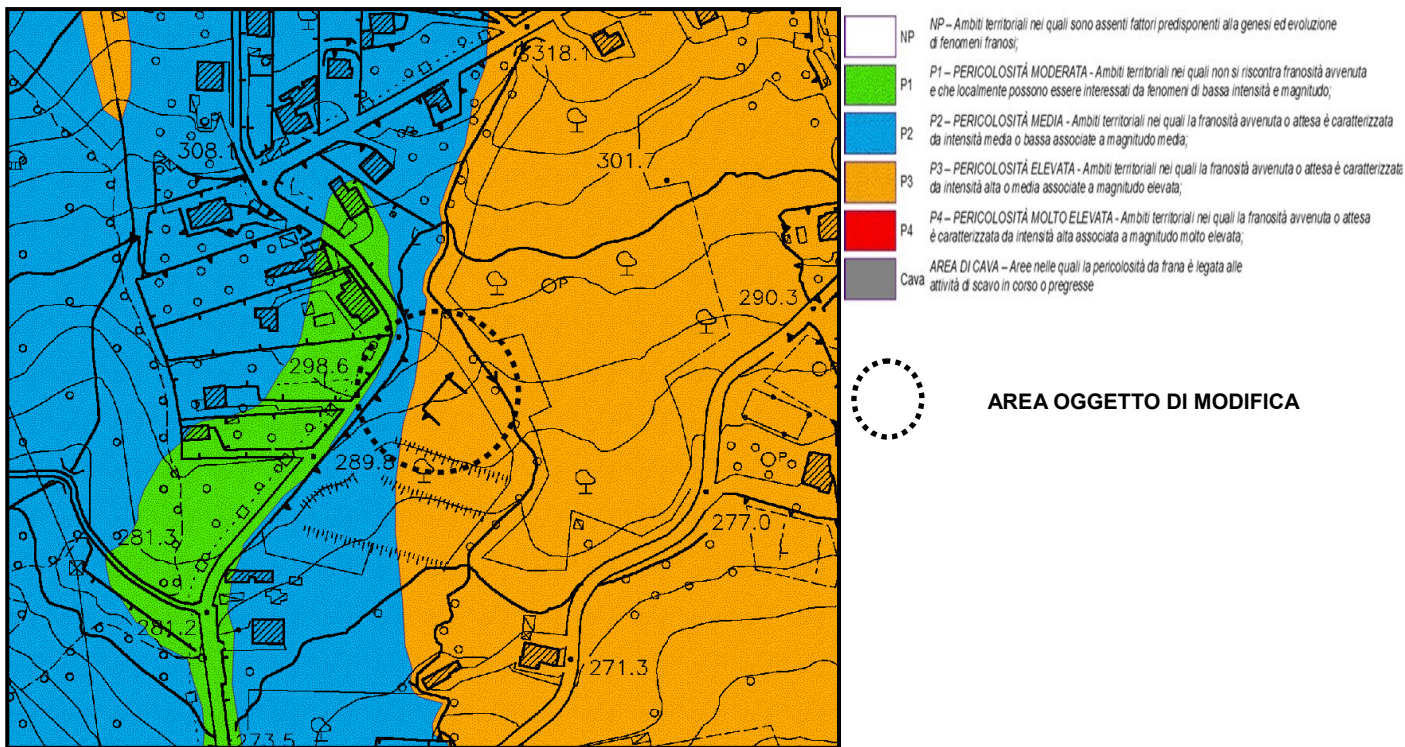 318.1
308.1
301.7
P
290.3
298.6
289.8
P
277.0
281.3
281.2
271.3
273.5
NP
NP – Ambiti territoriali nei quali sono assenti fattori predisponenti alla genesi ed evoluzione
di fenomeni franosi;
P1
P1 – PERICOLOSITÀ MODERATA - Ambiti territoriali nei quali non si riscontra franosità avvenuta
e che localmente possono essere interessati da fenomeni di bassa intensità e magnitudo;
P2
P2 – PERICOLOSITÀ MEDIA - Ambiti territoriali nei quali la franosità avvenuta o attesa è caratterizzata
da intensità media o bassa associate a magnitudo media;
P3
P3 – PERICOLOSITÀ ELEVATA - Ambiti territoriali nei quali la franosità avvenuta o attesa è caratterizzata
da intensità alta o media associate a magnitudo elevata;
P4
P4 – PERICOLOSITÀ MOLTO ELEVATA - Ambiti territoriali nei quali la franosità avvenuta o attesa
è caratterizzata da intensità alta associata a magnitudo molto elevata;
Cava
AREA DI CAVA – Aree nelle quali la pericolosità da frana è legata alle
attività di scavo in corso o pregresse
AREA OGGETTO DI MODIFICA